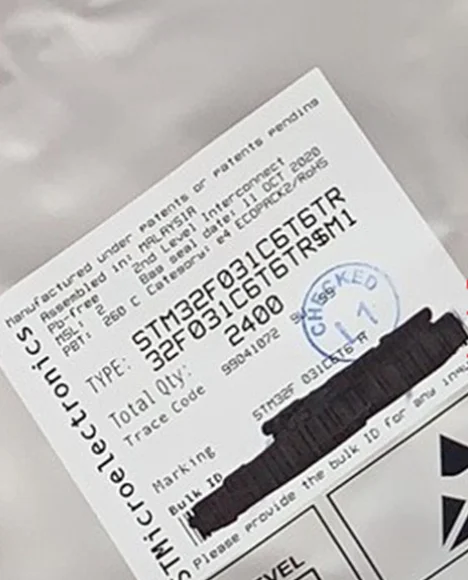 Manufactured under patents or patents pending
Assembled in: MALAYSIA
Pb-free 2nd Level Interconnect
MSL: 2 Bag seal date: 11 OCT 2020
PBT: 260 C Category: e4 ECOPACK2/RoHS
TYPE: STM32F031C6T6TR
32F031C6T6TR$M1
Total Qty: 2400
Trace Code 99041072
CHECKED
17
Marking STM32F 031C6T6 R
Bulk ID
Please provide the bulk ID for any
STMicroelectronics